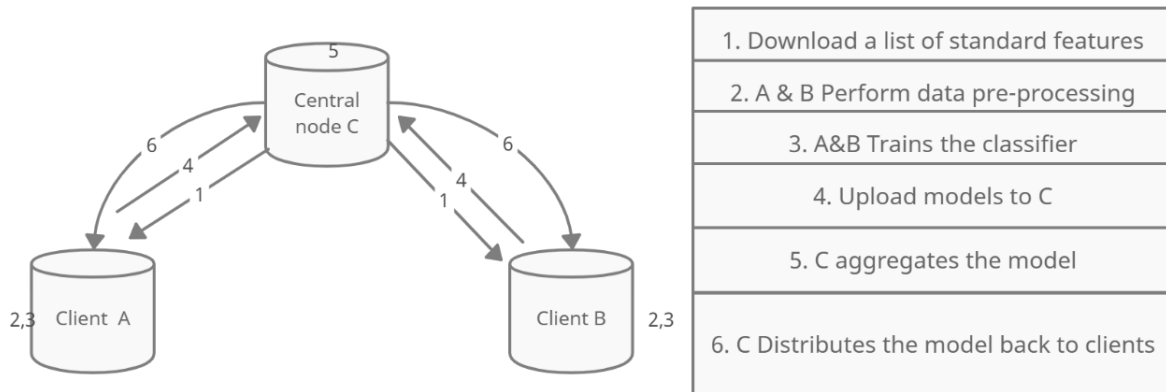 5
Central
node C
6
4
1
6
4
1
Client A
2,3
Client B
2,3
1. Download a list of standard features
2. A & B Perform data pre-processing
3. A&B Trains the classifier
4. Upload models to C
5. C aggregates the model
6. C Distributes the model back to clients